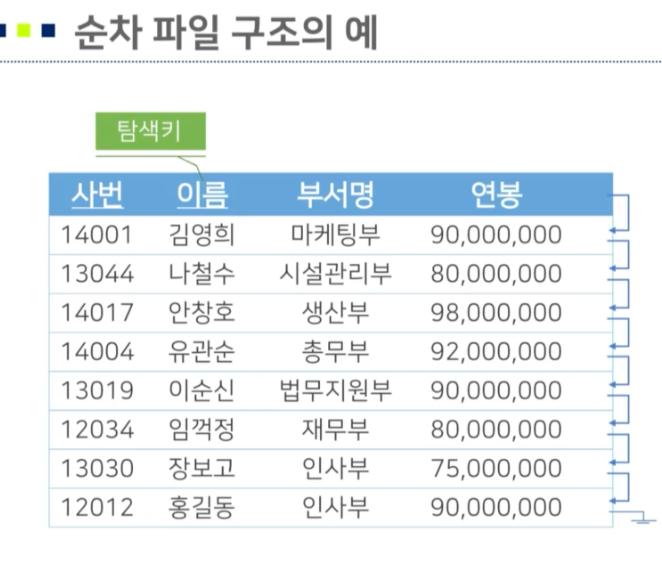 순차 파일 구조의 예
탐색키
사번 이름 부서명 연봉
14001 김영희 마케팅부 90,000,000
13044 나철수 시설관리부 80,000,000
14017 안창호 생산부 98,000,000
14004 유관순 총무부 92,000,000
13019 이순신 법무지원부 90,000,000
12034 임꺽정 재무부 80,000,000
13030 장보고 인사부 75,000,000
12012 홍길동 인사부 90,000,000